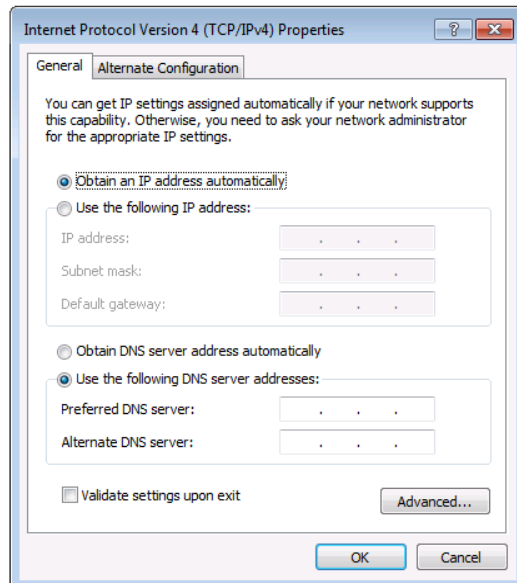 Internet Protocol Version 4 (TCP/IPv4) Properties
General
Alternate Configuration
You can get IP settings assigned automatically if your network supports
this capability. Otherwise, you need to ask your network administrator
for the appropriate IP settings.
Obtain an IP address automatically
Use the following IP address:
IP address:
Subnet mask:
Default gateway:
Obtain DNS server address automatically
Use the following DNS server addresses:
Preferred DNS server:
Alternate DNS server:
Validate settings upon exit
Advanced...
OK
Cancel